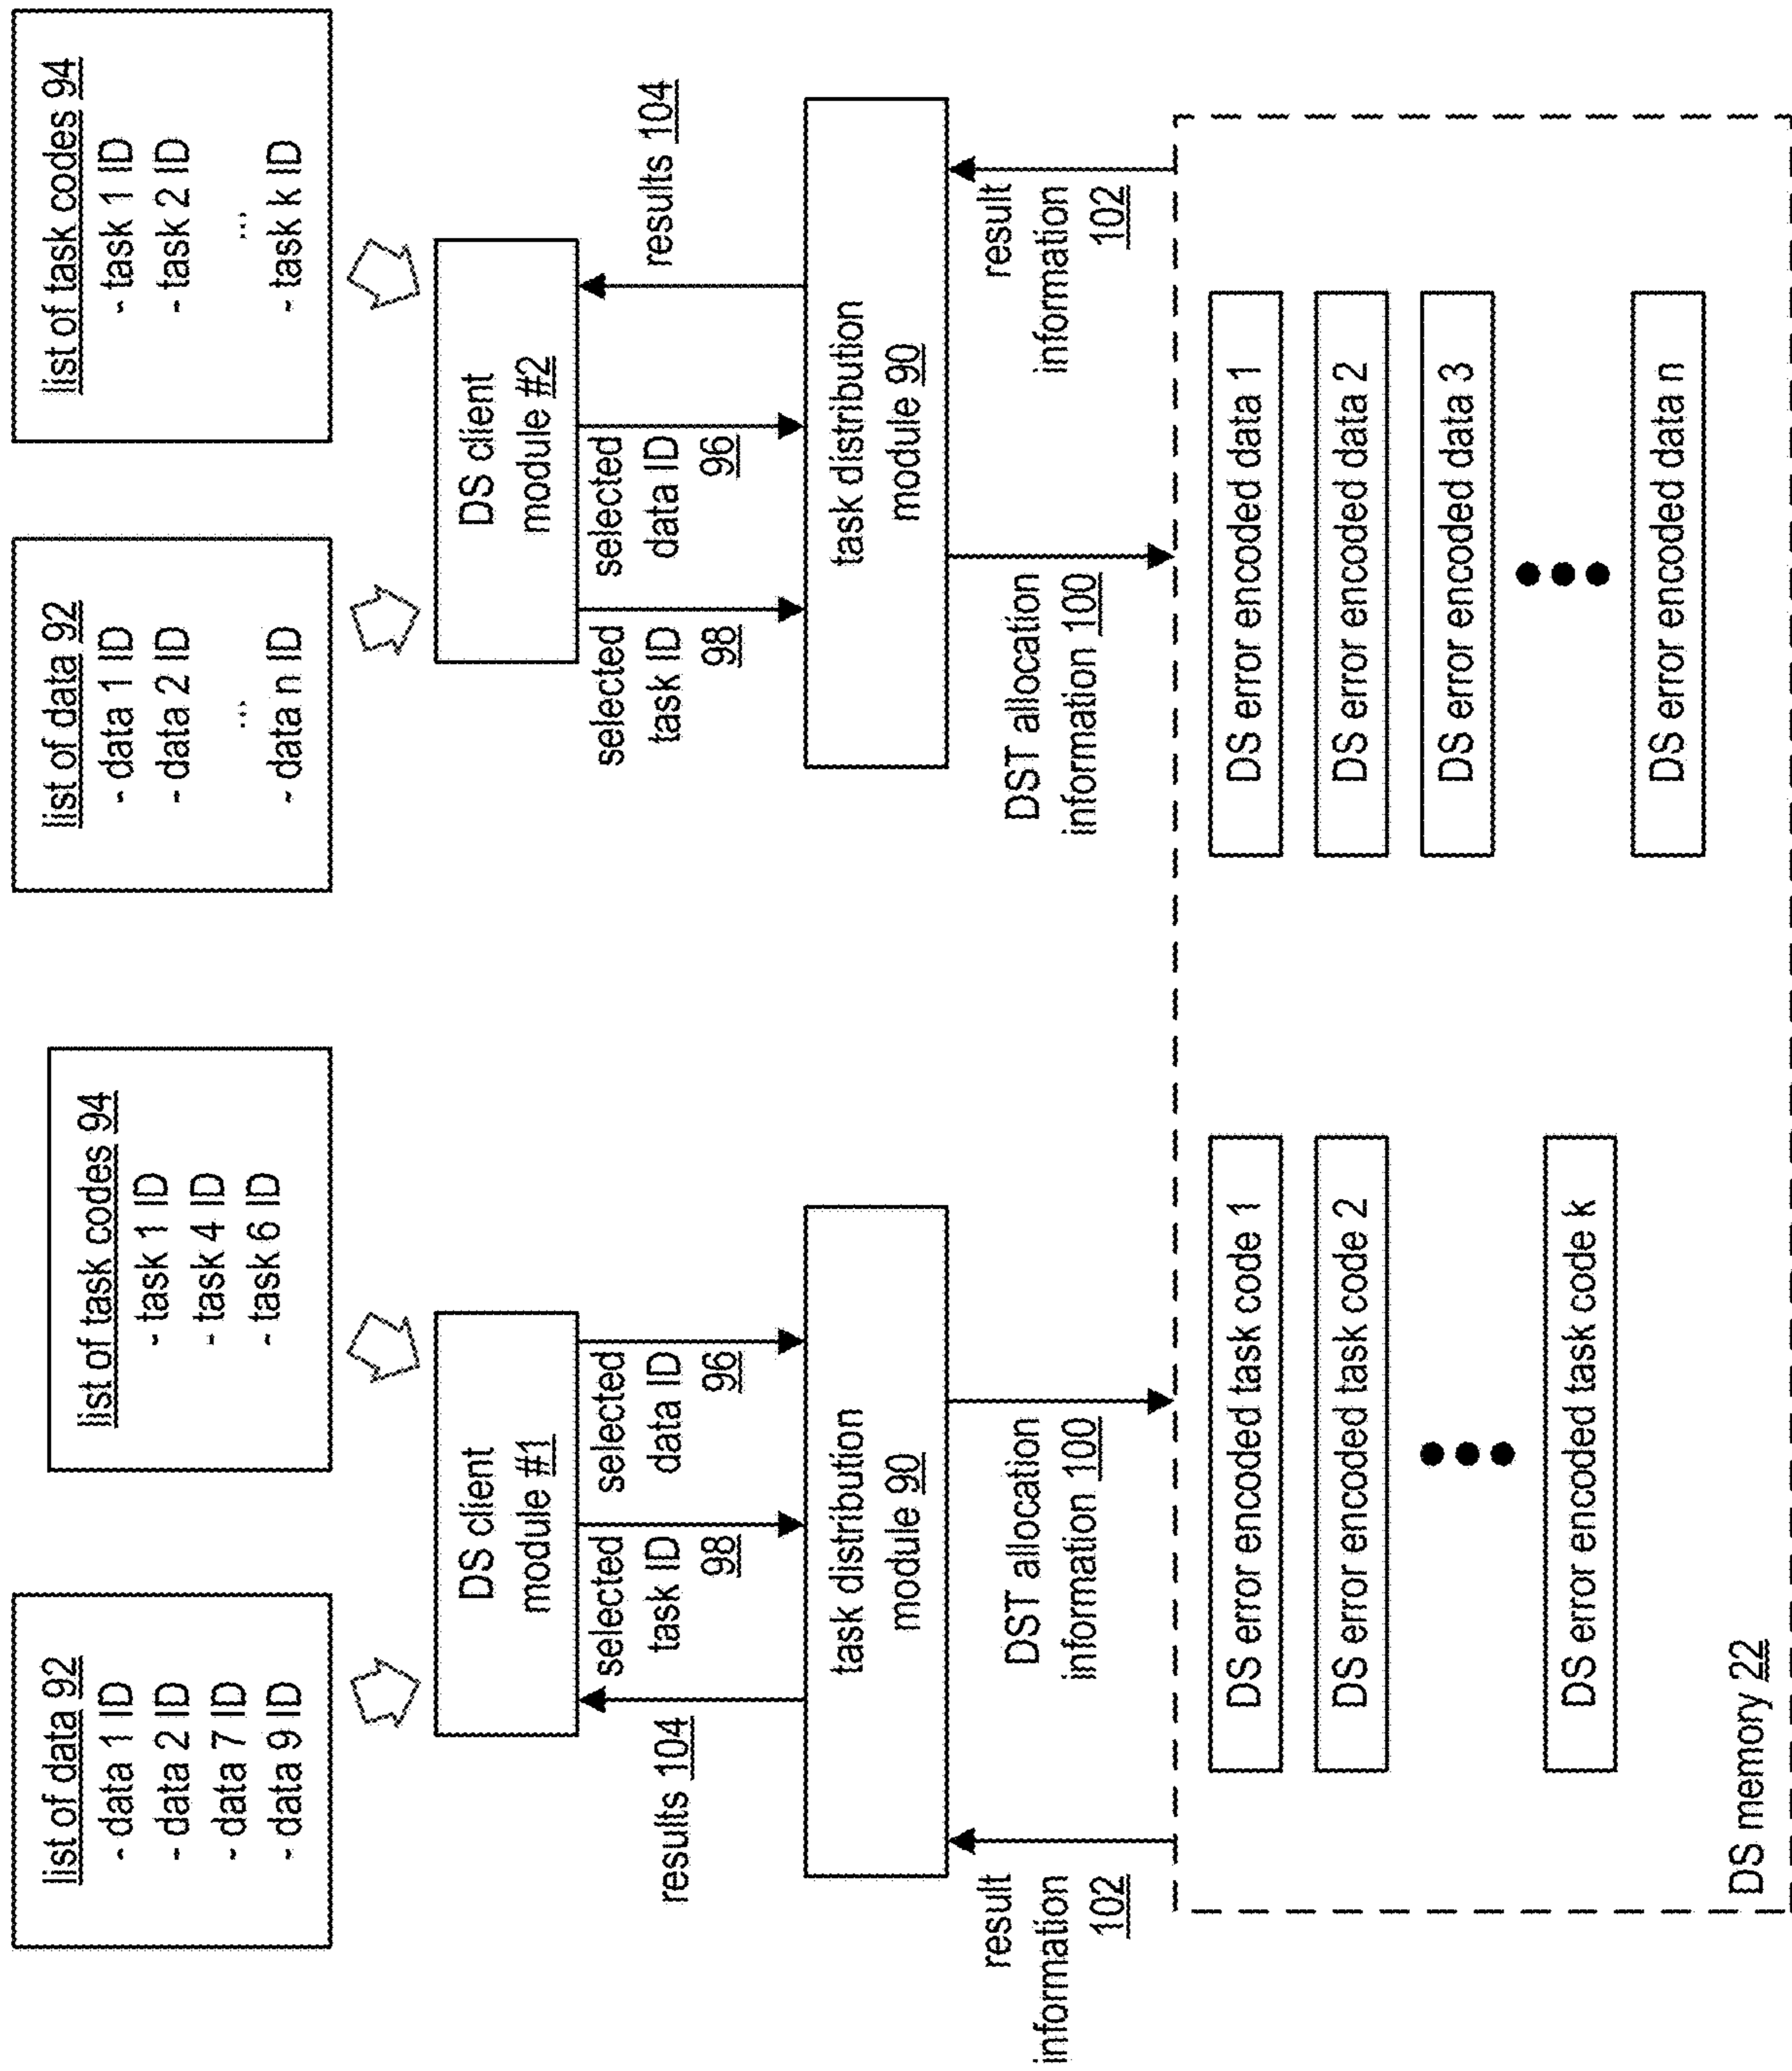 list of data 92
- data 1 ID
- data 2 ID
- data 7 ID
- data 9 ID
list of task codes 94
- task 1 ID
- task 4 ID
- task 6 ID
list of data 92
- data 1 ID
- data 2 ID
...
- data n ID
list of task codes 94
- task 1 ID
- task 2 ID
...
- task k ID
DS client
module #1
DS client
module #2
results 104
selected
task ID
98
selected
data ID
96
selected
task ID
98
selected
data ID
96
results 104
task distribution
module 90
task distribution
module 90
result
information
102
DST allocation
information 100
DST allocation
information 100
result
information
102
DS error encoded task code 1
DS error encoded task code 2
DS error encoded task code k
DS error encoded data 1
DS error encoded data 2
DS error encoded data 3
DS error encoded data n
DS memory 22